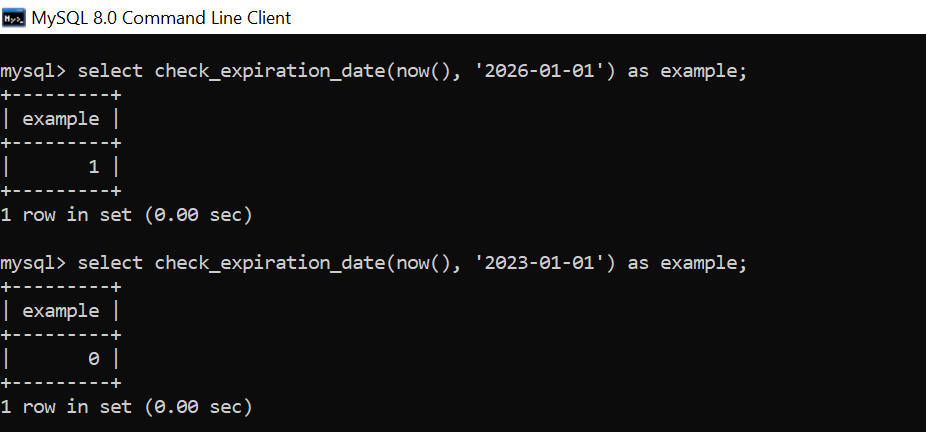 MySQL 8.0 Command Line Client
mysql> select check_expiration_date(now(), '2026-01-01') as example;
+---------+
| example |
+---------+
|       1 |
+---------+
1 row in set (0.00 sec)
mysql> select check_expiration_date(now(), '2023-01-01') as example;
+---------+
| example |
+---------+
|       0 |
+---------+
1 row in set (0.00 sec)